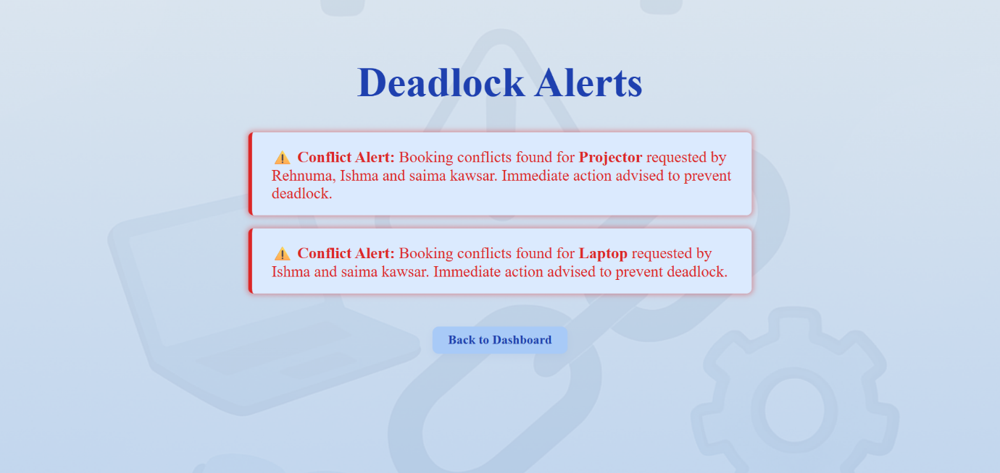 Deadlock Alerts
⚠️ Conflict Alert: Booking conflicts found for Projector requested by
Rehnuma, Ishma and saima kawsar. Immediate action advised to prevent
deadlock.
⚠️ Conflict Alert: Booking conflicts found for Laptop requested by
Ishma and saima kawsar. Immediate action advised to prevent deadlock.
Back to Dashboard